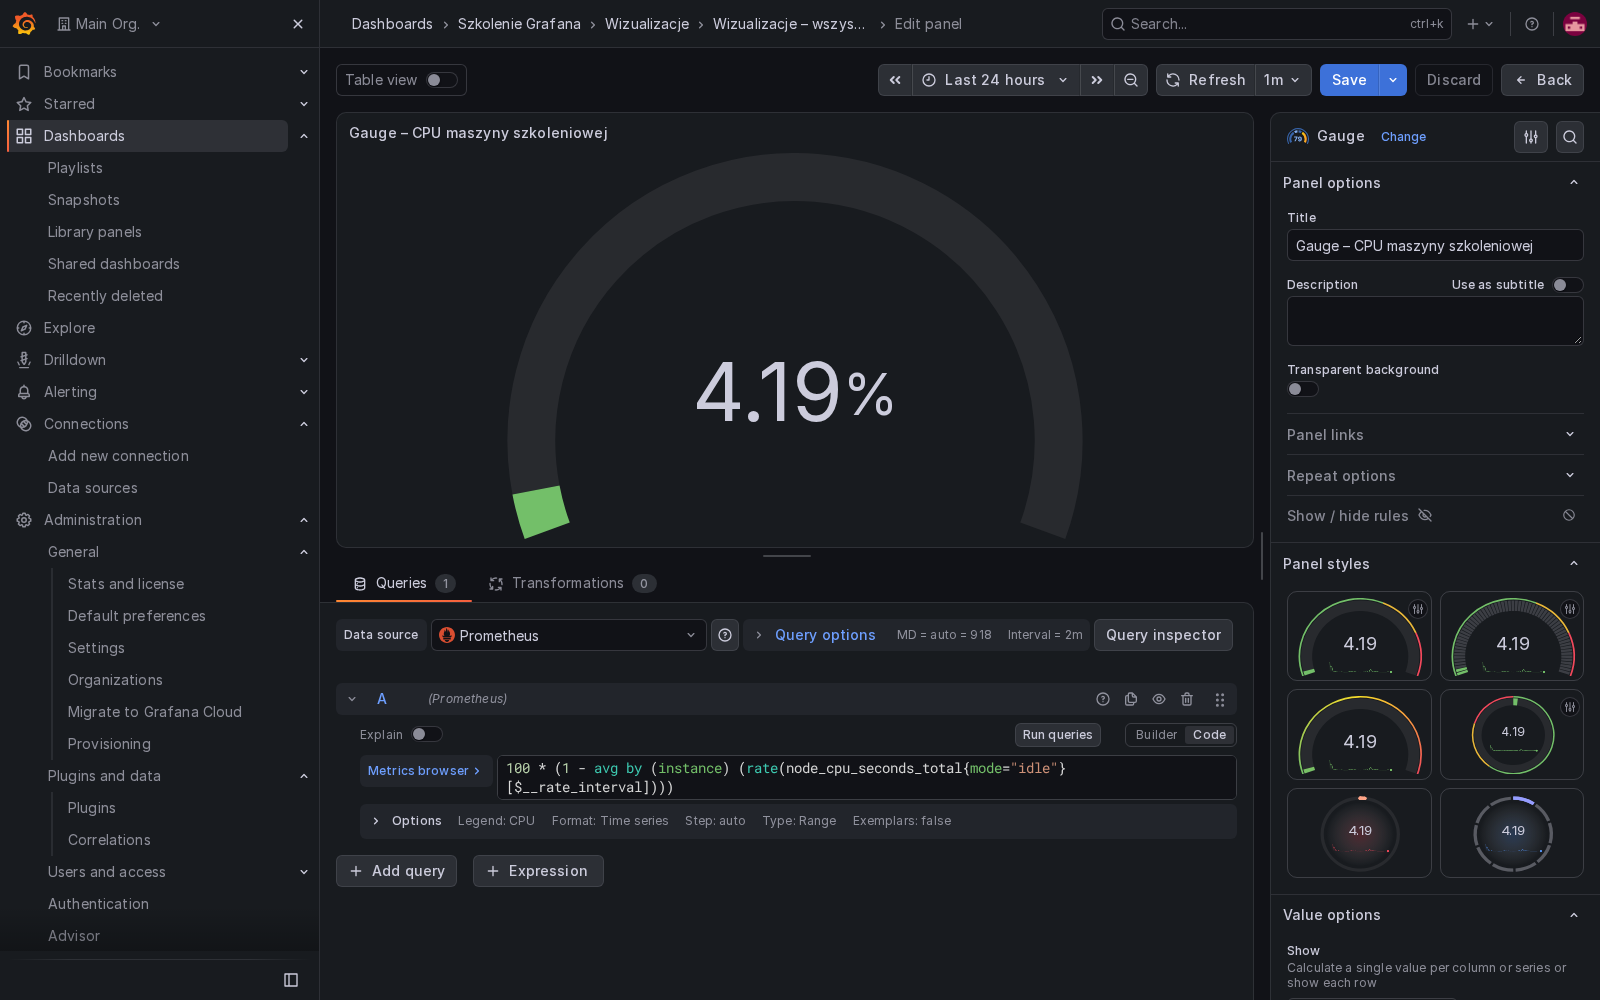 Main Org.
Dashboards
Szkolenie Grafana
Wizualizacje
Wizualizacje – wszys...
Edit panel
Search...
ctrl+k
Bookmarks
Starred
Dashboards
Playlists
Snapshots
Library panels
Shared dashboards
Recently deleted
Explore
Drilldown
Alerting
Connections
Add new connection
Data sources
Administration
General
Stats and license
Default preferences
Settings
Organizations
Migrate to Grafana Cloud
Provisioning
Plugins and data
Plugins
Correlations
Users and access
Authentication
Advisor
Table view
Last 24 hours
Refresh
1m
Save
Discard
Back
Gauge – CPU maszyny szkoleniowej
4.19%
Queries 1
Transformations 0
Data source
Prometheus
Query options
MD = auto = 918
Interval = 2m
Query inspector
A
(Prometheus)
Explain
Run queries
Builder
Code
Metrics browser
100 * (1 - avg by (instance) (rate(node_cpu_seconds_total{mode="idle"}
[$__rate_interval])))
Options
Legend: CPU
Format: Time series
Step: auto
Type: Range
Exemplars: false
Add query
Expression
79
Gauge
Change
Panel options
Title
Gauge – CPU maszyny szkoleniowej
Description
Use as subtitle
Transparent background
Panel links
Repeat options
Show / hide rules
Panel styles
4.19
4.19
4.19
4.19
4.19
4.19
Value options
Show
Calculate a single value per column or series or
show each row